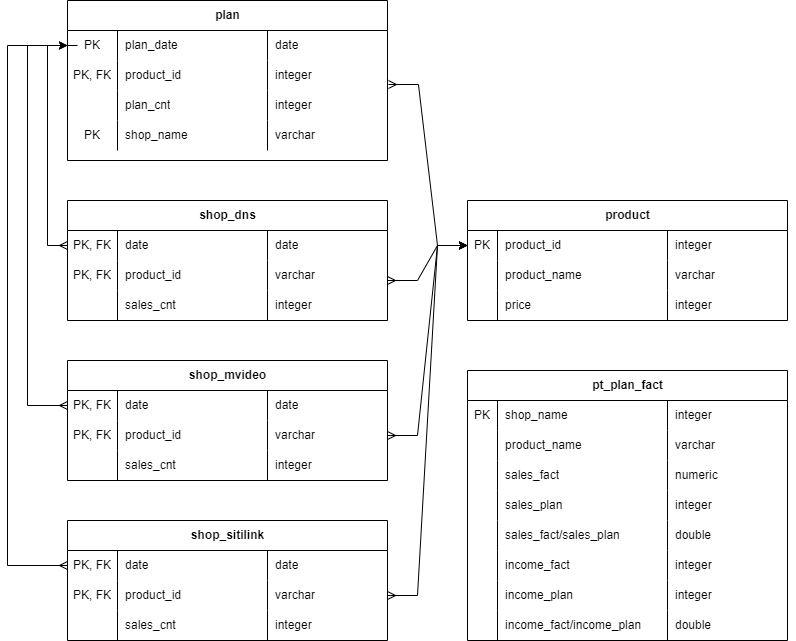 plan
PK plan_date date
PK, FK product_id integer
plan_cnt integer
PK shop_name varchar
shop_dns
PK, FK date date
PK, FK product_id varchar
sales_cnt integer
shop_mvideo
PK, FK date date
PK, FK product_id varchar
sales_cnt integer
shop_sitilink
PK, FK date date
PK, FK product_id varchar
sales_cnt integer
product
PK product_id integer
product_name varchar
price integer
pt_plan_fact
PK shop_name integer
product_name varchar
sales_fact numeric
sales_plan integer
sales_fact/sales_plan double
income_fact integer
income_plan integer
income_fact/income_plan double